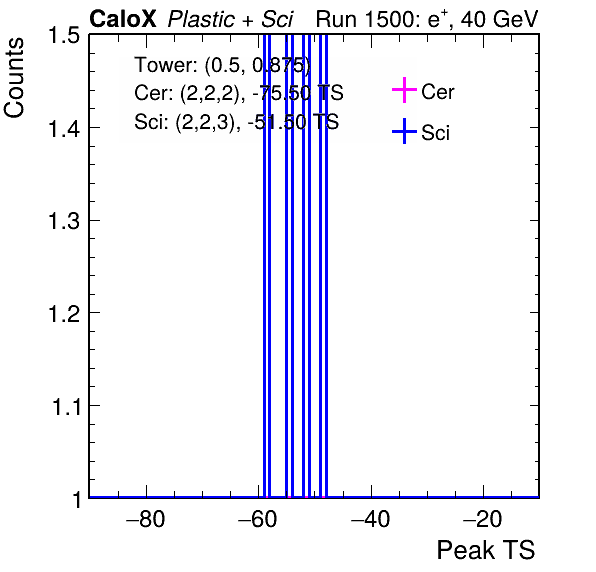 CaloX Plastic + Sci Run 1500: e+, 40 GeV
Counts
1.5
1.4
1.3
1.2
1.1
1
Tower: (0.5, 0.875)
Cer: (2,2,2), -75.50 TS
Sci: (2,2,3), -51.50 TS
Cer
Sci
−80 −60 −40 −20
Peak TS